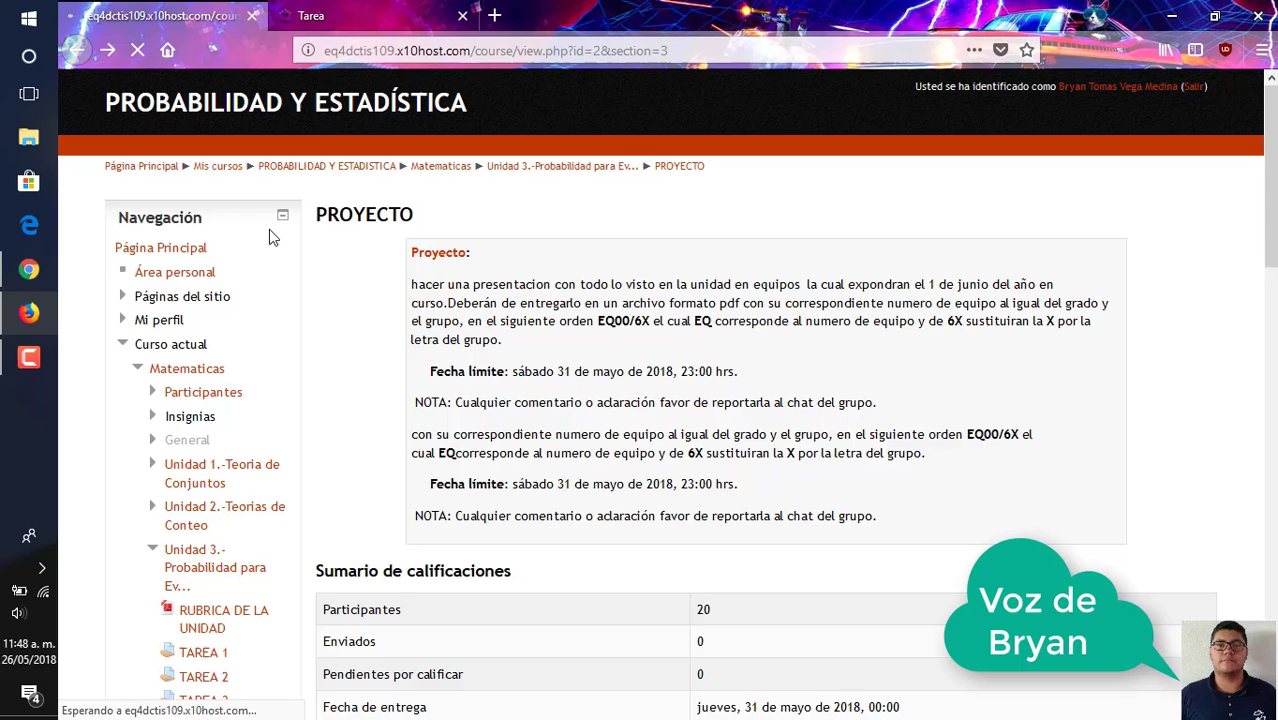 eq4dctis109.x10host.com/cour
Tarea
eq4dctis109.x10host.com/course/view.php?id=2&section=3
PROBABILIDAD Y ESTADÍSTICA
Usted se ha identificado como Bryan Tomas Vega Medina (Salir)
Página Principal ► Mis cursos ► PROBABILIDAD Y ESTADISTICA ► Matematicas ► Unidad 3.-Probabilidad para Ev... ► PROYECTO
Navegación
Página Principal
Área personal
Páginas del sitio
Mi perfil
Curso actual
Matematicas
Participantes
Insignias
General
Unidad 1.-Teoria de
Conjuntos
Unidad 2.-Teorias de
Conteo
Unidad 3.-
Probabilidad para
Ev...
RUBRICA DE LA
UNIDAD
TAREA 1
TAREA 2
PROYECTO
Proyecto:
hacer una presentacion con todo lo visto en la unidad en equipos la cual expondran el 1 de junio del año en
curso.Deberán de entregarlo en un archivo formato pdf con su correspondiente numero de equipo al igual del grado y
el grupo, en el siguiente orden EQ00/6X el cual EQ corresponde al numero de equipo y de 6X sustituiran la X por la
letra del grupo.
Fecha límite: sábado 31 de mayo de 2018, 23:00 hrs.
NOTA: Cualquier comentario o aclaración favor de reportarla al chat del grupo.
con su correspondiente numero de equipo al igual del grado y el grupo, en el siguiente orden EQ00/6X el
cual EQcorresponde al numero de equipo y de 6X sustituiran la X por la letra del grupo.
Fecha límite: sábado 31 de mayo de 2018, 23:00 hrs.
NOTA: Cualquier comentario o aclaración favor de reportarla al chat del grupo.
Sumario de calificaciones
Participantes 20
Enviados 0
Pendientes por calificar 0
Fecha de entrega jueves, 31 de mayo de 2018, 00:00
Voz de
Bryan
Esperando a eq4dctis109.x10host.com...
11:48 a. m.
26/05/2018
4